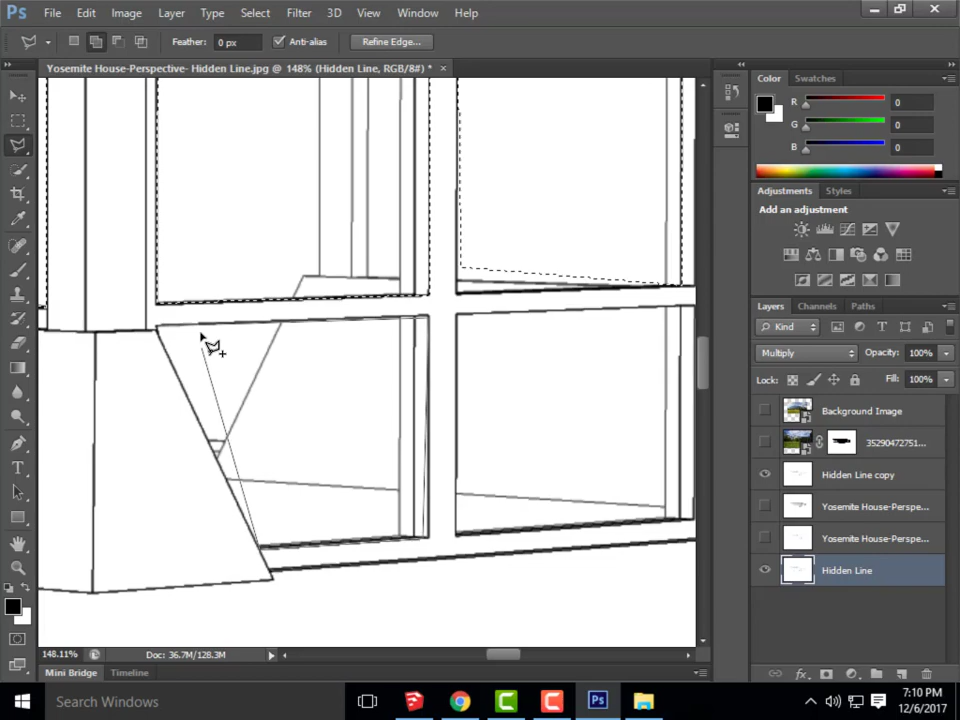 Ps File Edit Image Layer Type Select Filter 3D View Window Help
Feather: 0 px Anti-alias Refine Edge...
Yosemite House-Perspective- Hidden Line.jpg @ 148% (Hidden Line, RGB/8#) * ×
Color Swatches
R 0
G 0
B 0
Adjustments Styles
Add an adjustment
Layers Channels Paths
Kind
Multiply Opacity: 100%
Lock: Fill: 100%
Background Image
35290472751...
Hidden Line copy
Yosemite House-Perspe...
Yosemite House-Perspe...
Hidden Line
148.11% Doc: 36.7M/128.3M
Mini Bridge Timeline
Search Windows
7:10 PM
12/6/2017